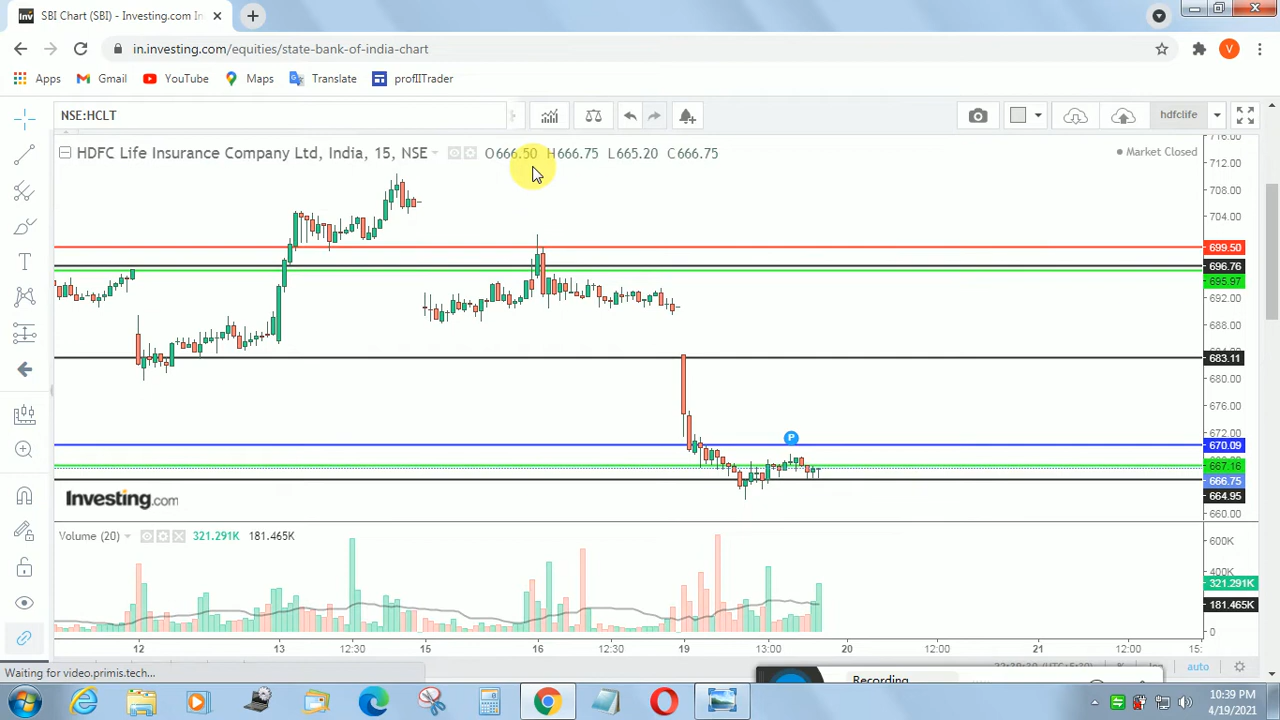 SBI Chart (SBI) - Investing.com In
in.investing.com/equities/state-bank-of-india-chart
V
Apps Gmail YouTube Maps Translate profIITrader
NSE:HCLT
hdfclife
HDFC Life Insurance Company Ltd, India, 15, NSE
O666.50 H666.75 L665.20 C666.75
Market Closed
716.00
712.00
708.00
704.00
699.50
696.76
695.97
692.00
688.00
683.11
680.00
676.00
672.00
670.09
667.16
666.75
664.95
660.00
P
Investing.com
Volume (20) 321.291K 181.465K
600K
400K
321.291K
181.465K
0
12 12:30 13 12:30 15 16 12:30 19 13:00 20 12:00 21 12:00 15:
auto
Waiting for video.primis.tech...
Recording
10:39 PM
4/19/2021